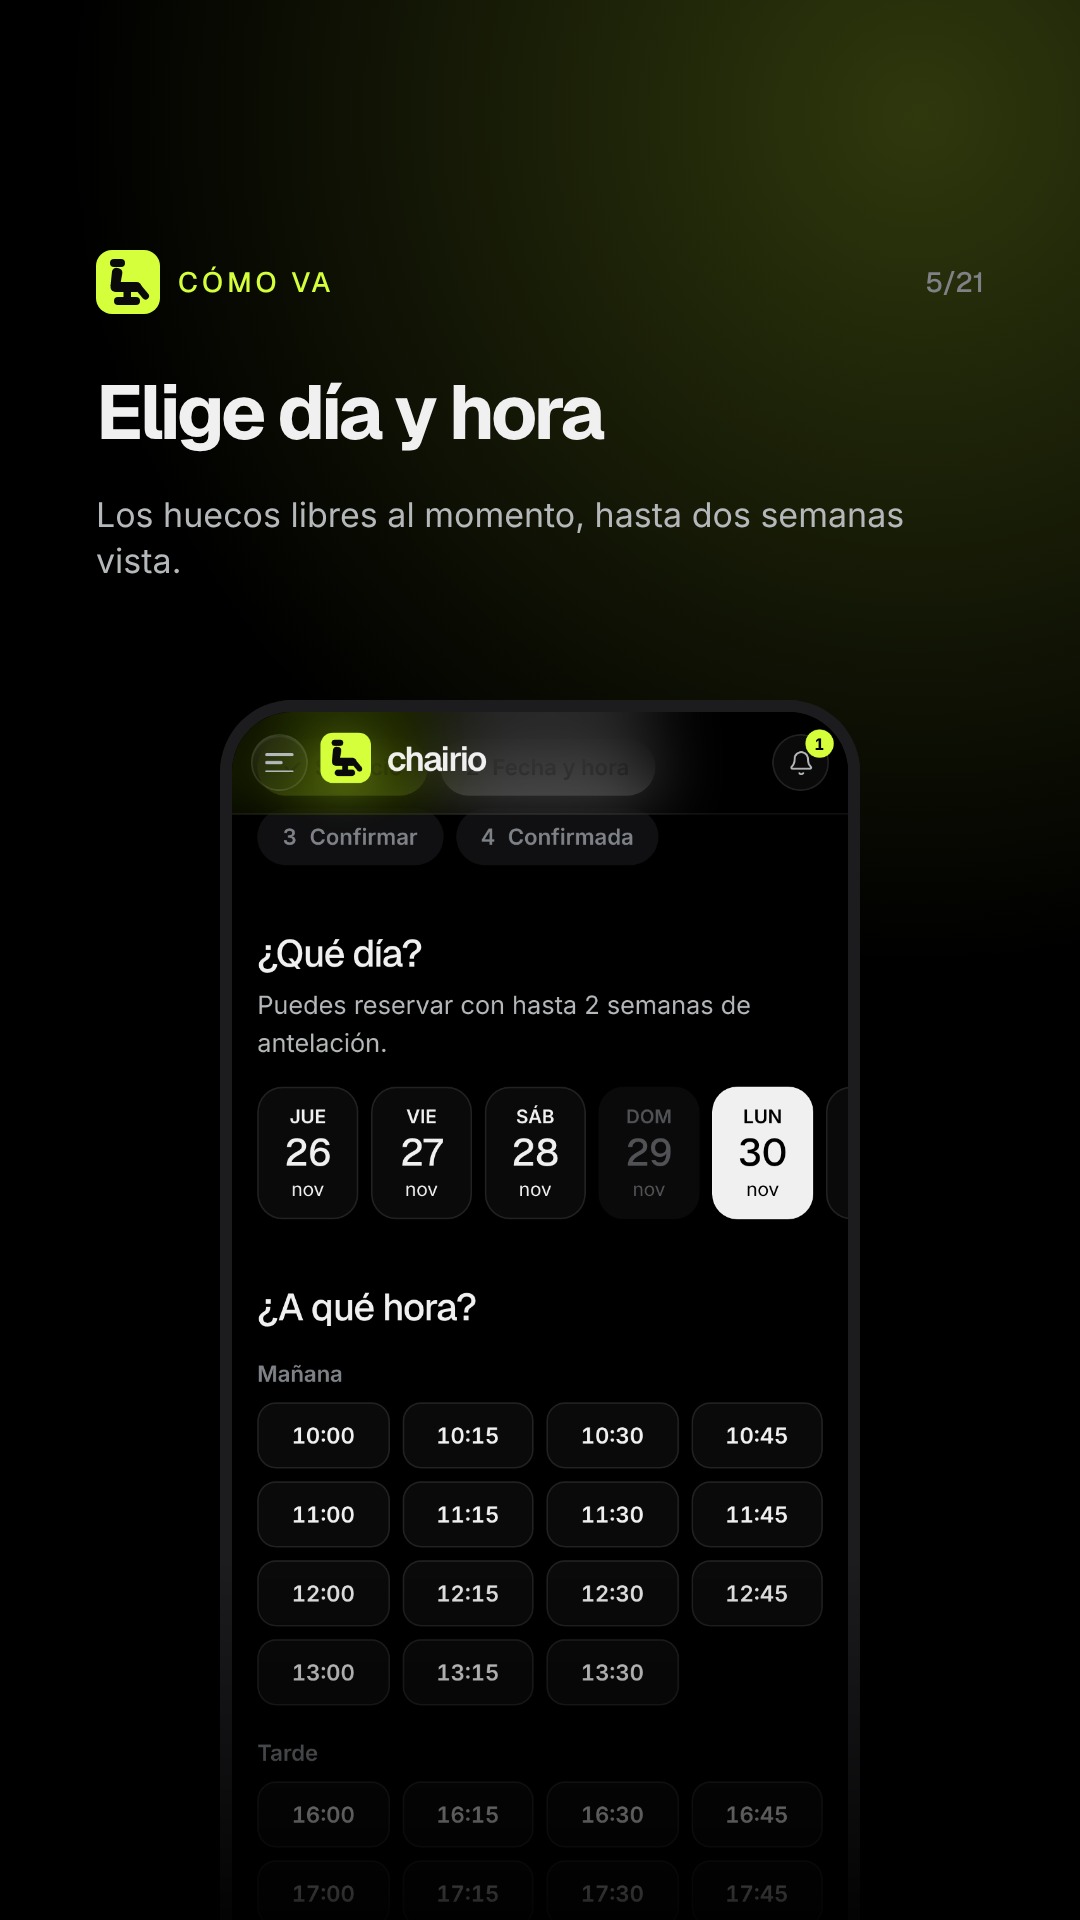 CÓMO VA
5/21
Elige día y hora
Los huecos libres al momento, hasta dos semanas
vista.
chairio
1
Fecha y hora
3 Confirmar
4 Confirmada
¿Qué día?
Puedes reservar con hasta 2 semanas de
antelación.
JUE
26
nov
VIE
27
nov
SÁB
28
nov
DOM
29
nov
LUN
30
nov
¿A qué hora?
Mañana
10:00 10:15 10:30 10:45
11:00 11:15 11:30 11:45
12:00 12:15 12:30 12:45
13:00 13:15 13:30
Tarde
16:00 16:15 16:30 16:45
17:00 17:15 17:30 17:45